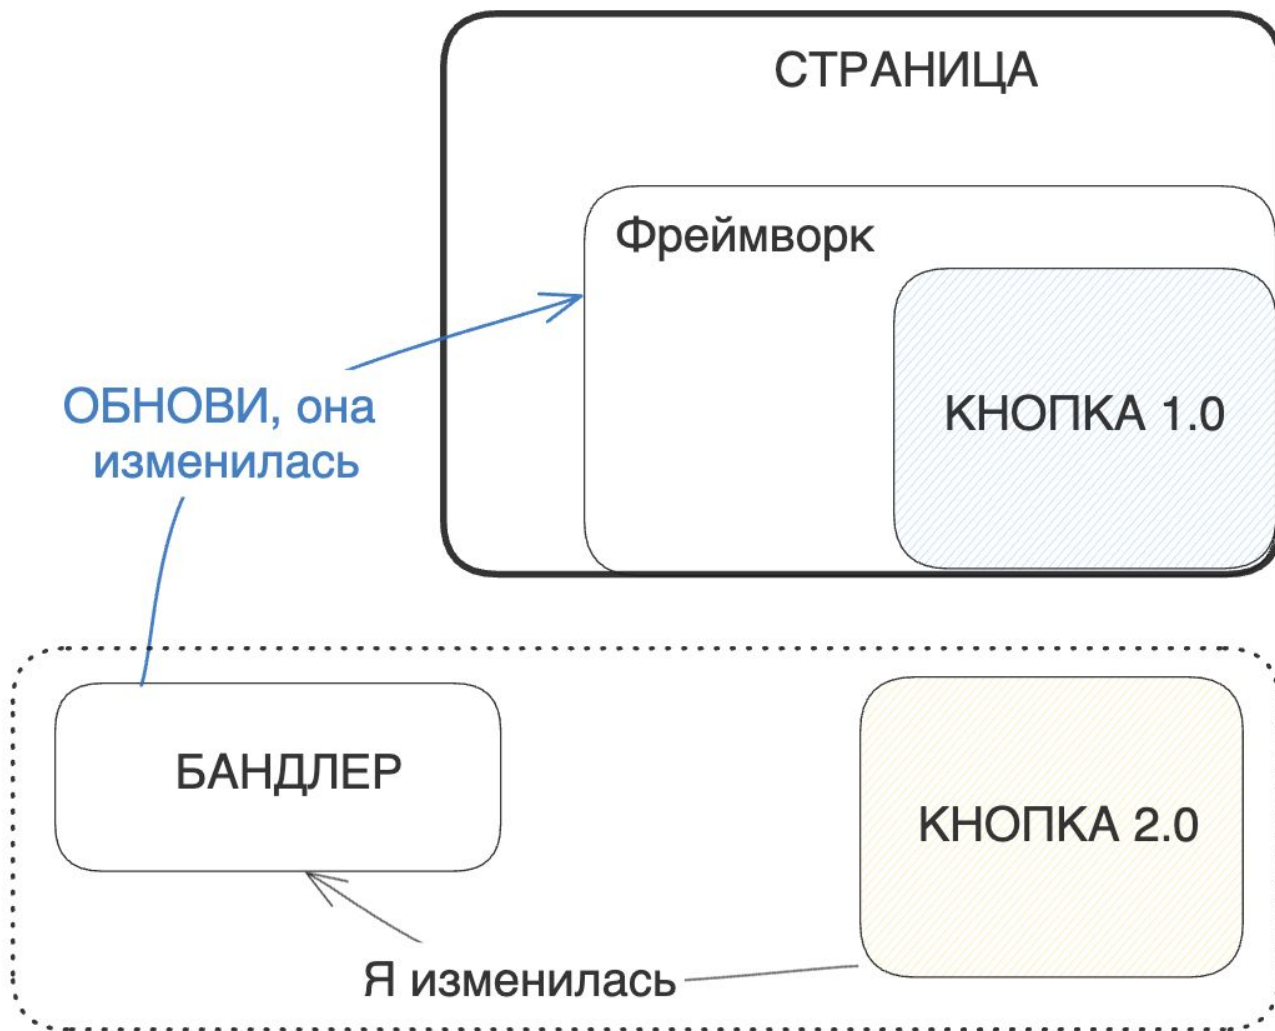 СТРАНИЦА
Фреймворк
КНОПКА 1.0
ОБНОВИ, она
изменилась
БАНДЛЕР
КНОПКА 2.0
Я изменилась